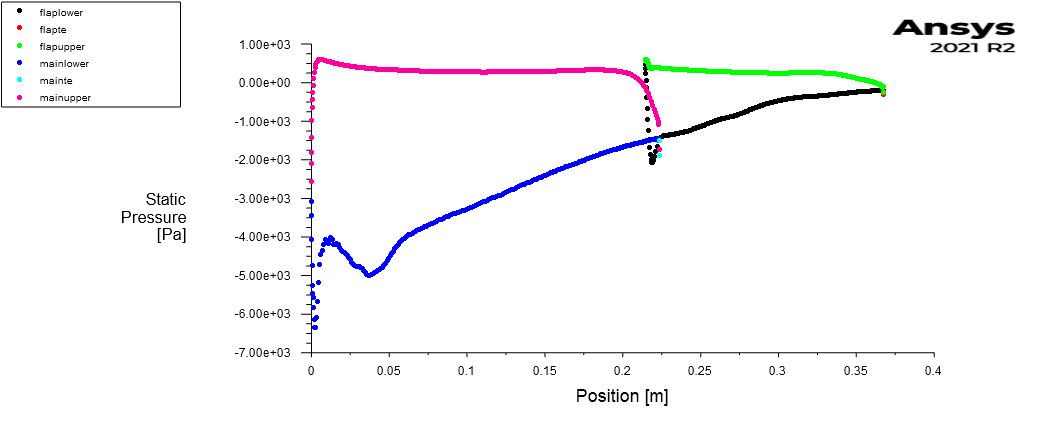 flaplower
flapte
flapupper
mainlower
mainte
mainupper
Ansys
2021 R2
1.00e+03
0.00e+03
-1.00e+03
-2.00e+03
-3.00e+03
-4.00e+03
-5.00e+03
-6.00e+03
-7.00e+03
Static
Pressure
[Pa]
0
0.05
0.1
0.15
0.2
0.25
0.3
0.35
0.4
Position [m]